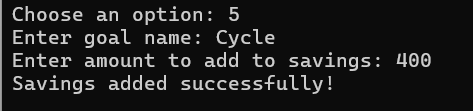 Choose an option: 5
Enter goal name: Cycle
Enter amount to add to savings: 400
Savings added successfully!